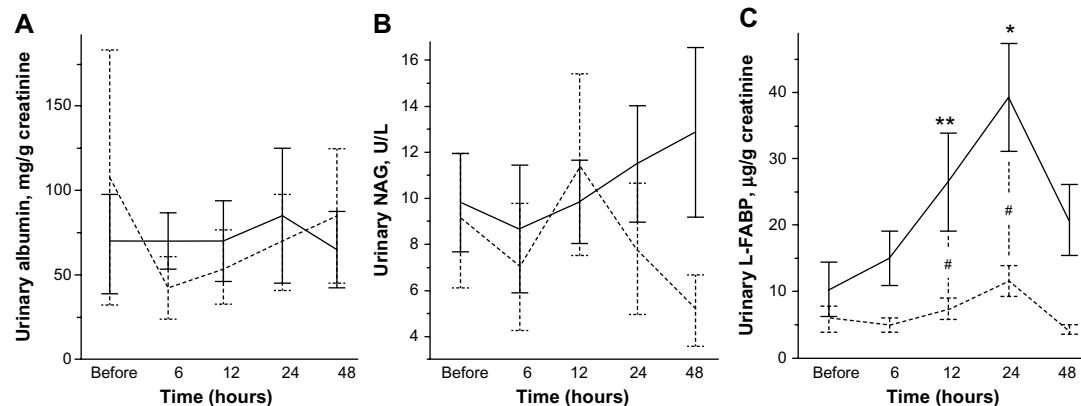 A
Urinary albumin, mg/g creatinine
150
100
50
0
Before 6 12 24 48
Time (hours)
B
Urinary NAG, U/L
16
14
12
10
8
6
4
Before 6 12 24 48
Time (hours)
C
Urinary L-FABP, μg/g creatinine
40
30
20
10
0
**
*
#
#
Before 6 12 24 48
Time (hours)